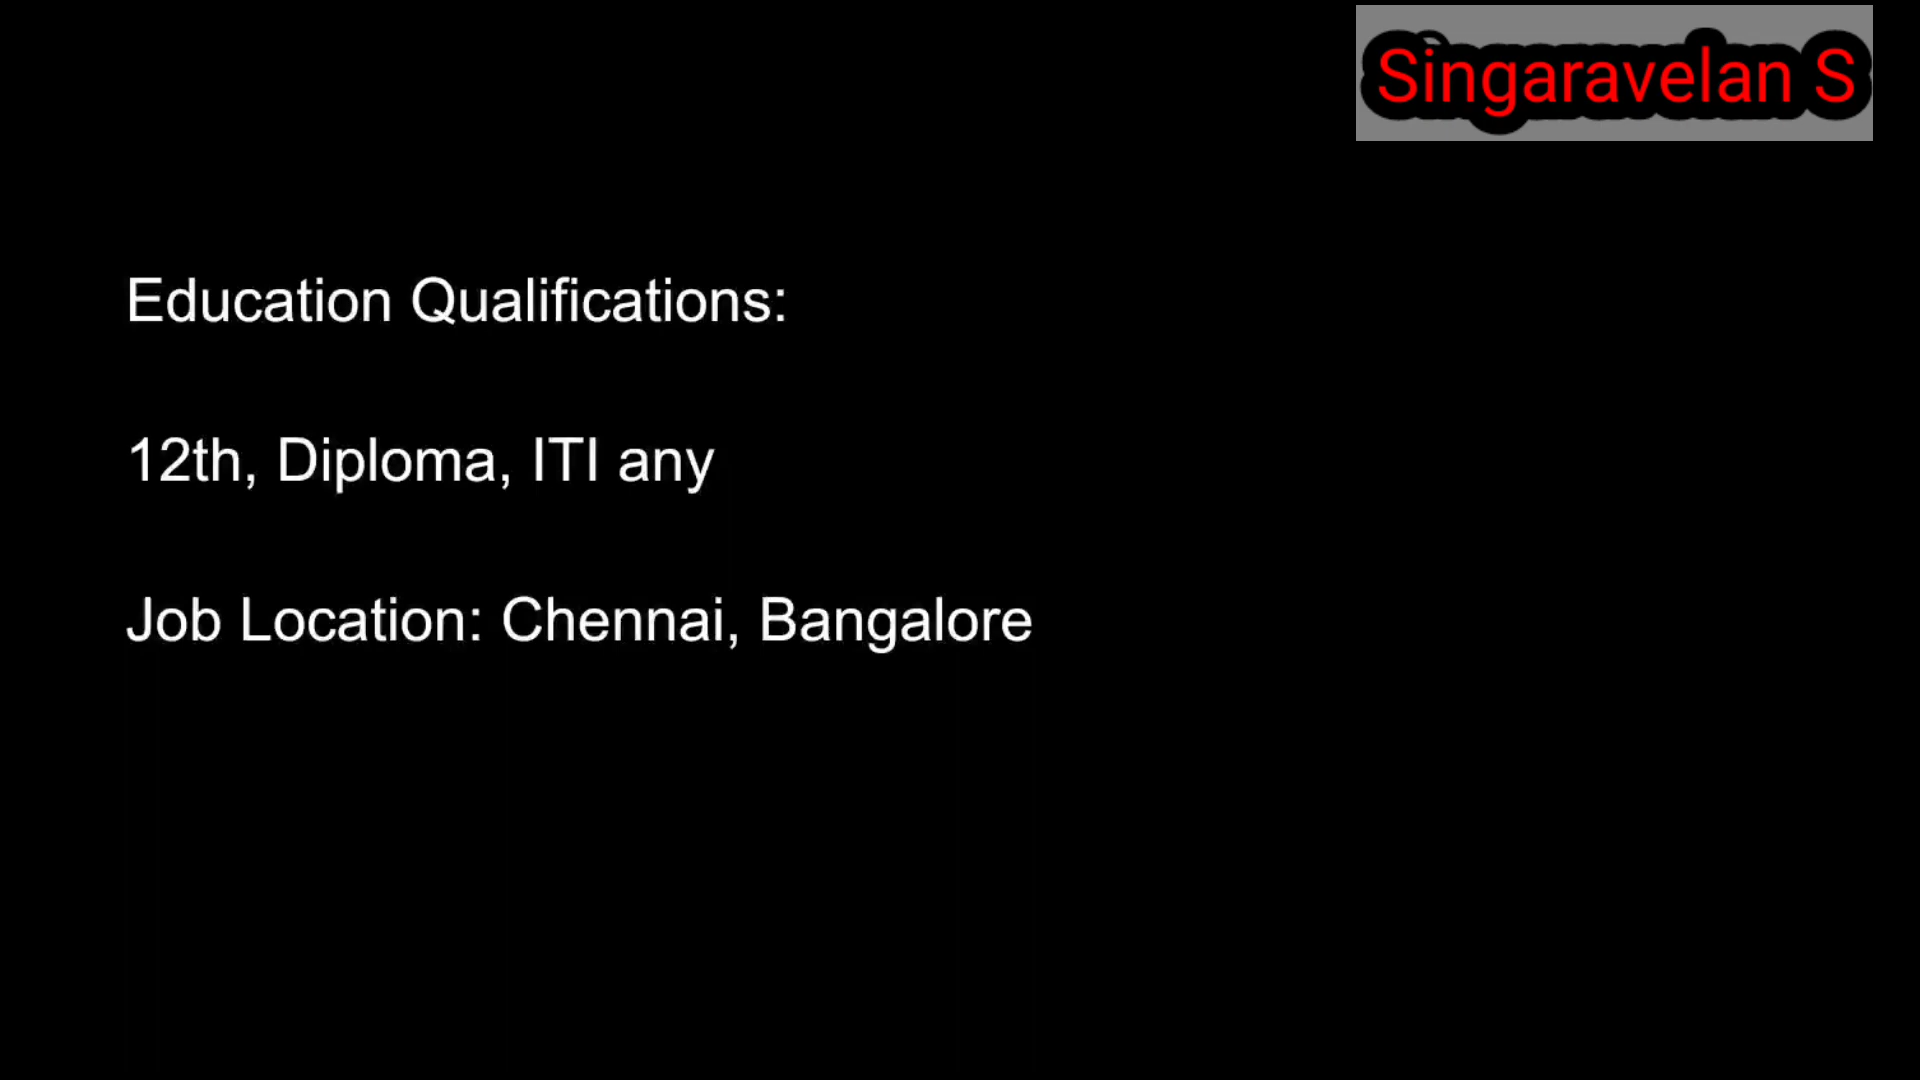 Singaravelan S
Education Qualifications:
12th, Diploma, ITI any
Job Location: Chennai, Bangalore